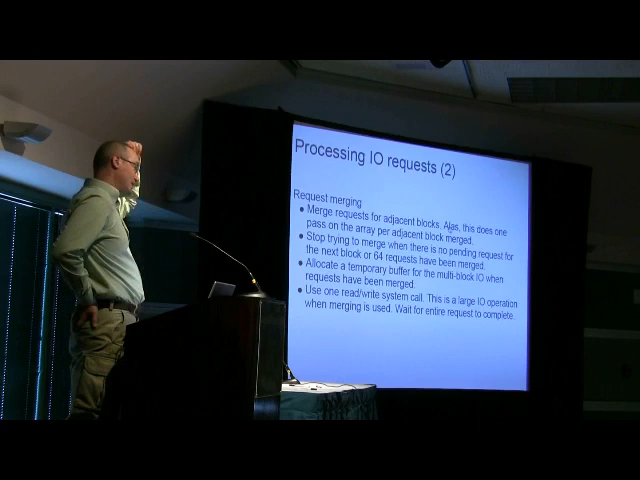 Processing IO requests (2)
Request merging
● Merge requests for adjacent blocks. Alas, this does one
pass on the array per adjacent block merged.
● Stop trying to merge when there is no pending request for
the next block or 64 requests have been merged.
● Allocate a temporary buffer for the multi-block IO when
requests have been merged.
● Use one read/write system call. This is a large IO operation
when merging is used. Wait for entire request to complete.